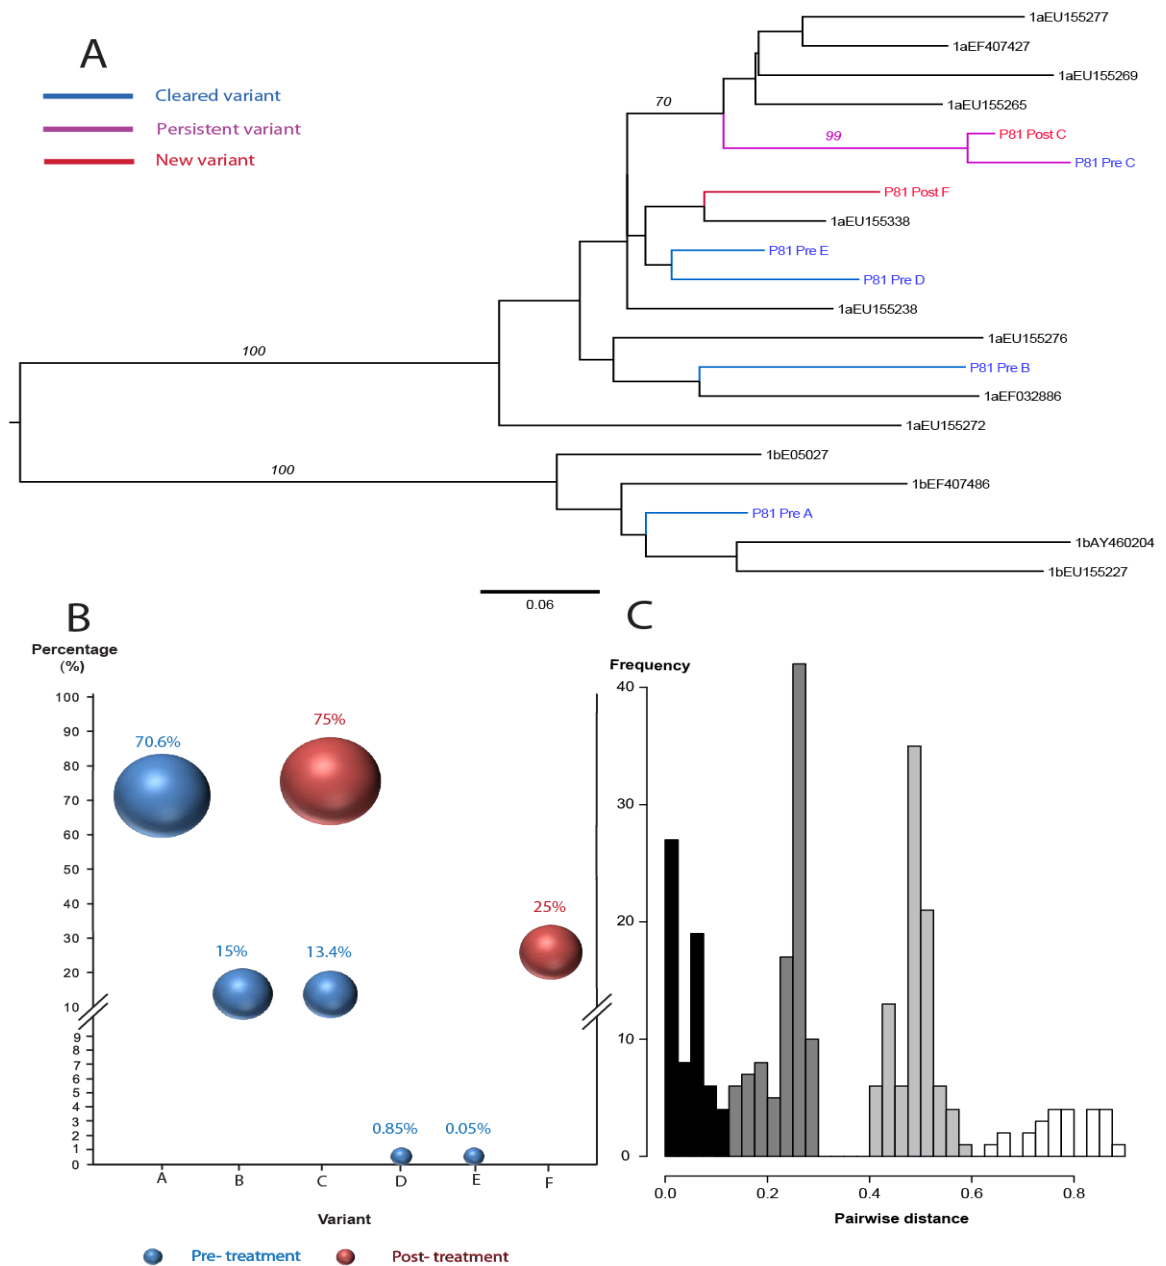 A
Cleared variant
Persistent variant
New variant
1aEU155277
1aEF407427
1aEU155269
1aEU155265
70
99
P81 Post C
P81 Pre C
P81 Post F
1aEU155338
P81 Pre E
P81 Pre D
1aEU155238
1aEU155276
P81 Pre B
1aEF032886
1aEU155272
100
100
1bE05027
1bEF407486
P81 Pre A
1bAY460204
1bEU155227
0.06
B
Percentage
(%)
100
90
80
70
60
50
40
30
20
10
9
8
7
6
5
4
3
2
1
0
70.6%
75%
15%
13.4%
25%
0.85%
0.05%
A
B
C
D
E
F
Variant
Pre- treatment
Post- treatment
C
Frequency
40
30
20
10
0
0.0
0.2
0.4
0.6
0.8
Pairwise distance